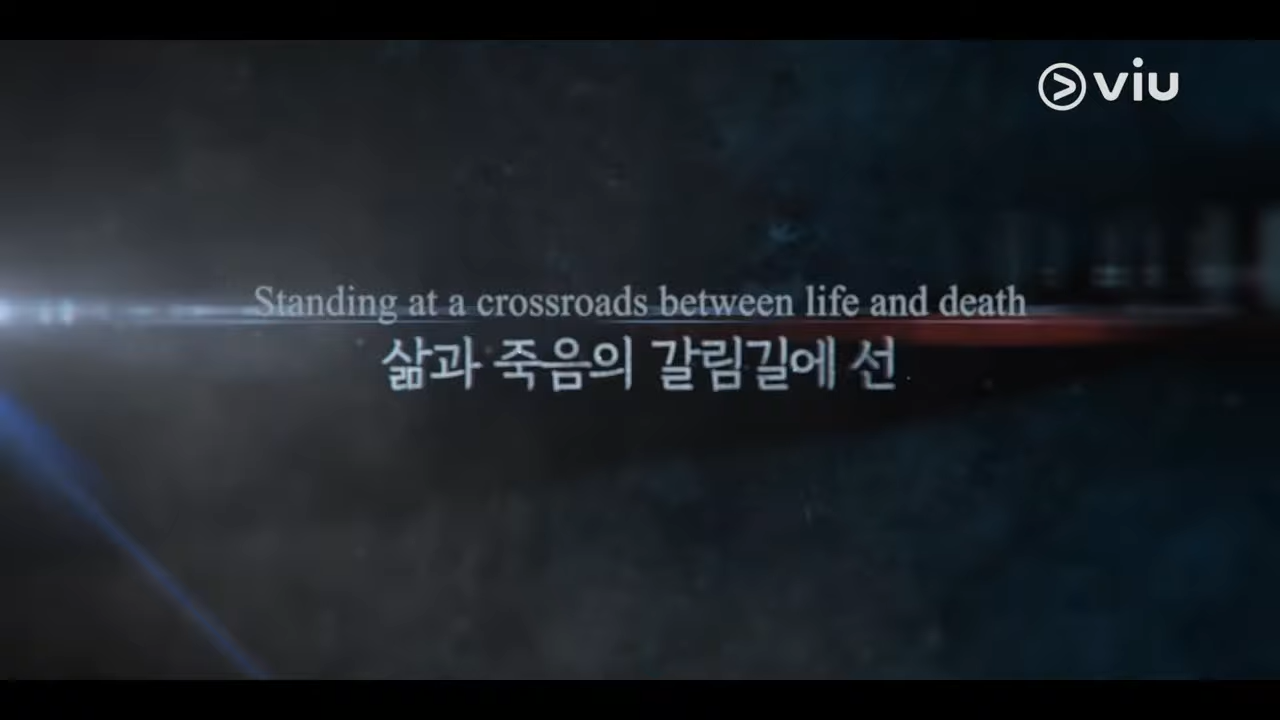 viu
Standing at a crossroads between life and death
삶과 죽음의 갈림길에 선